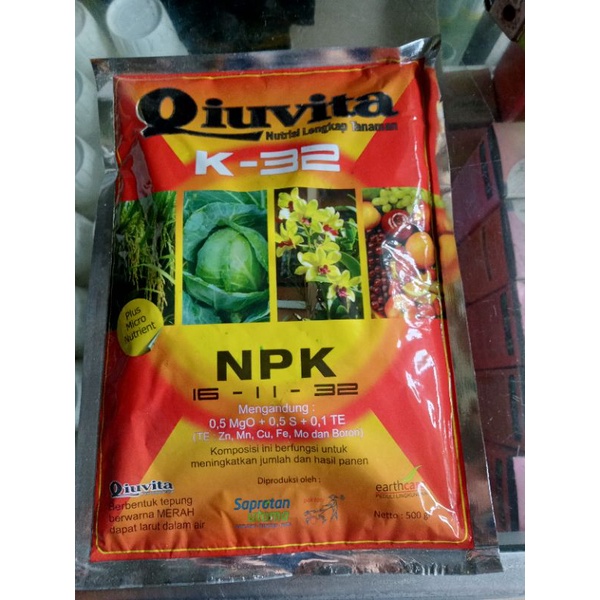 Qiuvita
Nutrisi Lengkap Tanaman
K-32
Plus
Micro
Nutrient
NPK
16 - 11 - 32
Mengandung :
0,5 MgO + 0,5 S + 0,1 TE
(TE : Zn, Mn, Cu, Fe, Mo dan Boron)
Komposisi ini berfungsi untuk
meningkatkan jumlah dan hasil panen
Diproduksi oleh :
Qiuvita
Berbentuk tepung
berwarna MERAH
dapat larut dalam air
Saprotan
Utama
earthcare
Netto : 500 g